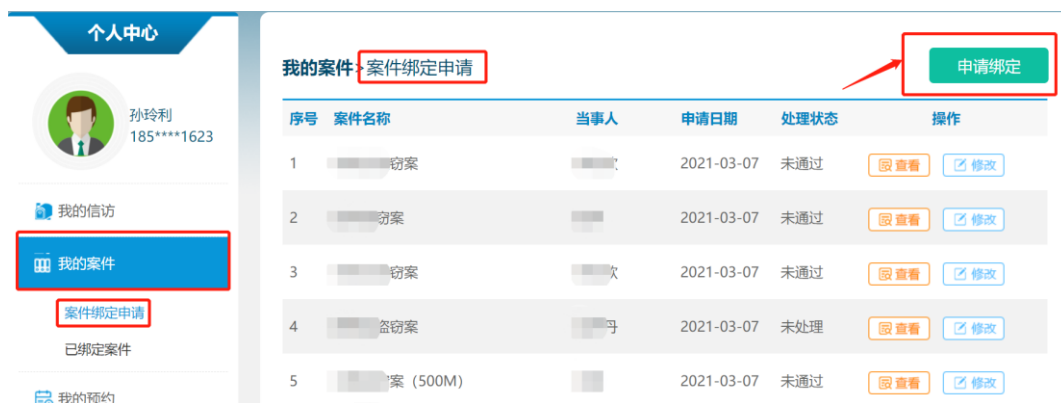 个人中心
孙玲利
185****1623
我的信访
我的案件
案件绑定申请
已绑定案件
我的预约
我的案件>案件绑定申请
申请绑定
序号 案件名称 当事人 申请日期 处理状态 操作
1 窃案 2021-03-07 未通过 查看 修改
2 窃案 2021-03-07 未通过 查看 修改
3 窃案 2021-03-07 未通过 查看 修改
4 盗窃案 丹 2021-03-07 未处理 查看 修改
5 案（500M） 2021-03-07 未通过 查看 修改